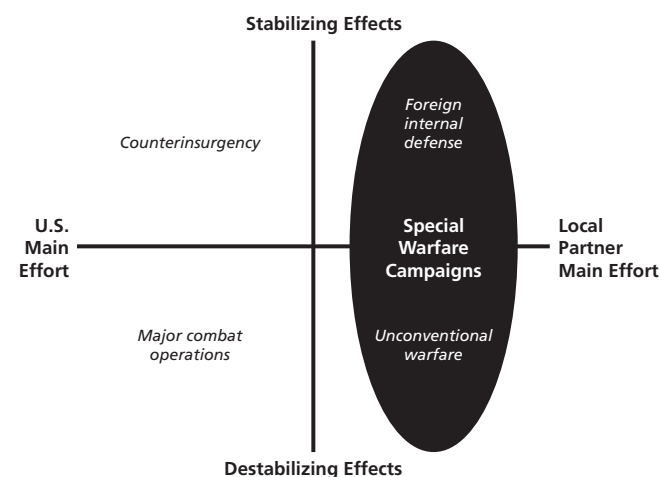 Stabilizing Effects
Foreign
internal
defense
Counterinsurgency
U.S.
Main
Effort
Special
Warfare
Campaigns
Local
Partner
Main Effort
Major combat
operations
Unconventional
warfare
Destabilizing Effects